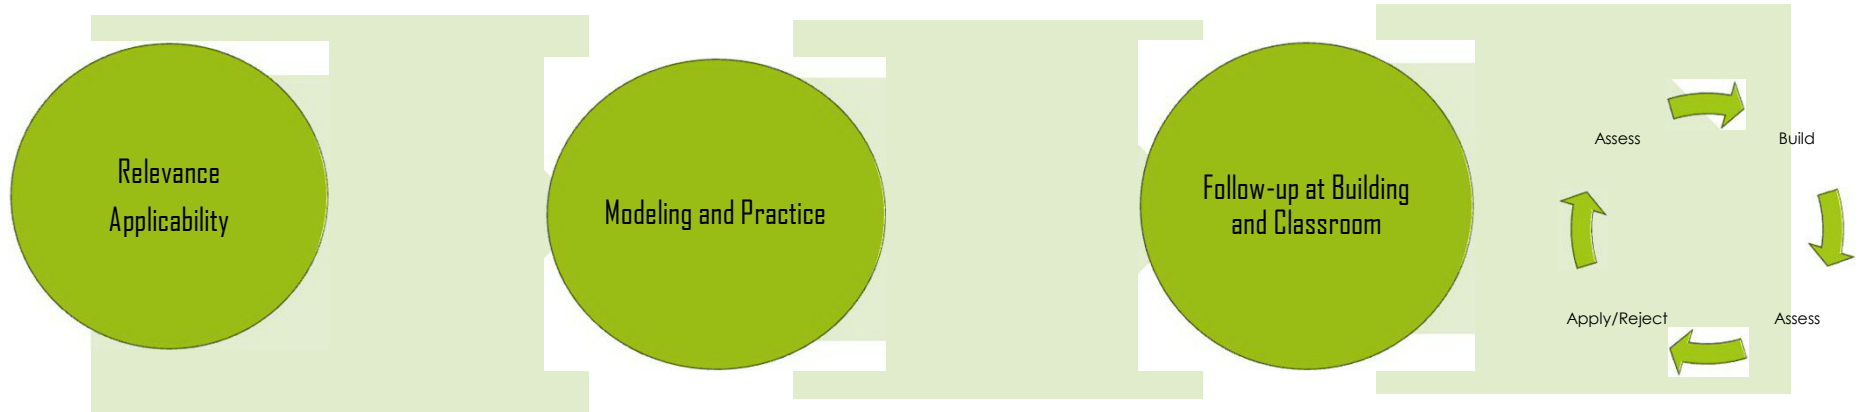 Relevance
Applicability
Modeling and Practice
Follow-up at Building
and Classroom
Assess
Build
Apply/Reject
Assess